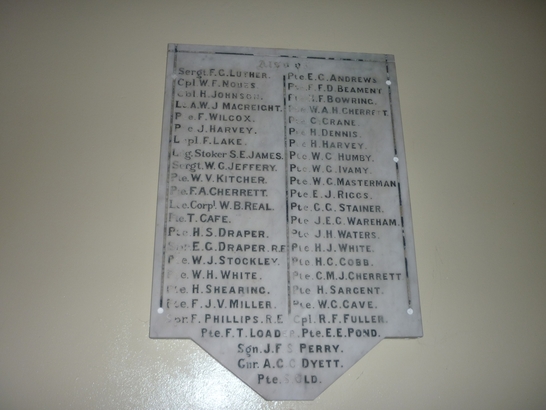 Sergt. F. C. Luther.
Cpl W. F. Nobes
H. Johnson.
A. W. J Macreight.
Pte. F. Wilcox.
Pte J. Harvey.
F. Lake.
Stoker S. E. James.
Sergt. W. G. Jeffery.
Pte. W. V. Kitcher.
Pte. F. A. Cherrett.
Lce. Corpl. W. B. Real.
Pte. T. Cafe.
Pte H. S. Draper.
E. C. Draper. R.E
Pte. W. J. Stockley.
Pte. W. H. White.
Pte. H. Shearing.
Pte. F. J. V. Miller.
Spr. F. Phillips. R.E
Pte. E. C. Andrews.
Pte. F. F. D Beament
F. Bowring.
Pte W. A. H Cherrett.
Pte C. Crane.
Pte H. Dennis.
Pte H. Harvey.
Pte W. G Humby.
Pte W. C. Ivamy.
Pte W. G Masterman
Pte E. J. Riggs.
Pte. C. C. Stainer.
Pte J. E. G. Wareham.
Pte J. H Waters.
Pte H. J. White.
Pte H. C. Cobb.
Pte. C. M. J. Cherrett
Pte H. Sargent.
Pte. W. C. Cave.
Cpl. R. F. Fuller.
Pte. F. T. Loader. Pte. E. E. Pond.
Sgn. J. F S Perry.
Gnr. A. C C Dyett.
Pte.